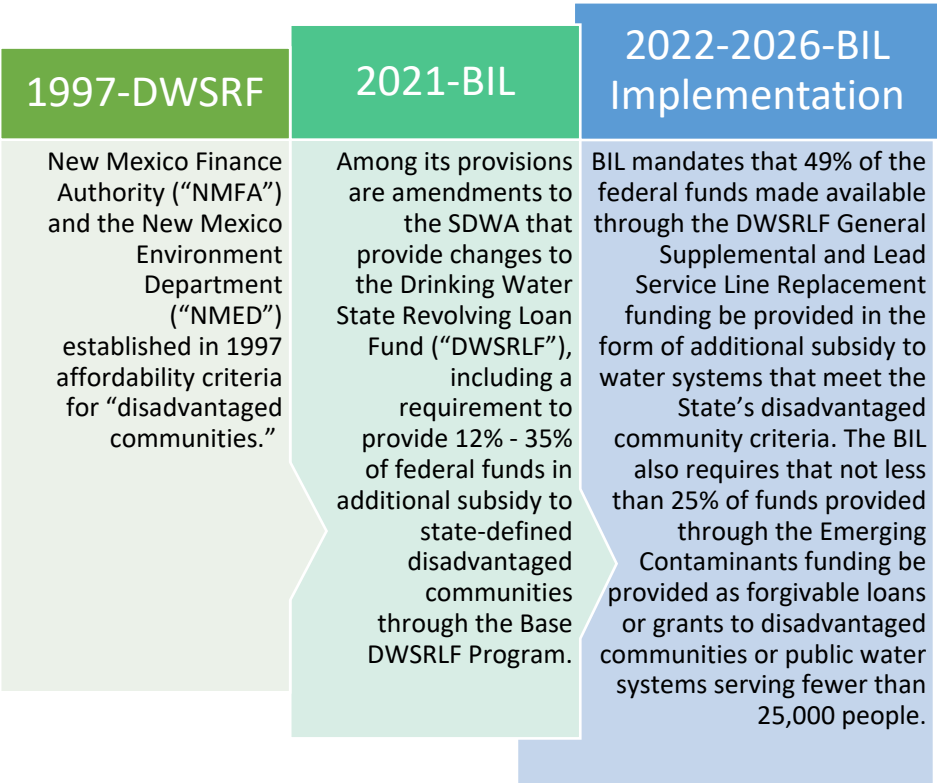 1997-DWSRF
New Mexico Finance
Authority (“NMFA”)
and the New Mexico
Environment
Department
(“NMED”)
established in 1997
affordability criteria
for “disadvantaged
communities.”
2021-BIL
Among its provisions
are amendments to
the SDWA that
provide changes to
the Drinking Water
State Revolving Loan
Fund (“DWSRLF”),
including a
requirement to
provide 12% - 35%
of federal funds in
additional subsidy to
state-defined
disadvantaged
communities
through the Base
DWSRLF Program.
2022-2026-BIL
Implementation
BIL mandates that 49% of the
federal funds made available
through the DWSRLF General
Supplemental and Lead
Service Line Replacement
funding be provided in the
form of additional subsidy to
water systems that meet the
State’s disadvantaged
community criteria. The BIL
also requires that not less
than 25% of funds provided
through the Emerging
Contaminants funding be
provided as forgivable loans
or grants to disadvantaged
communities or public water
systems serving fewer than
25,000 people.